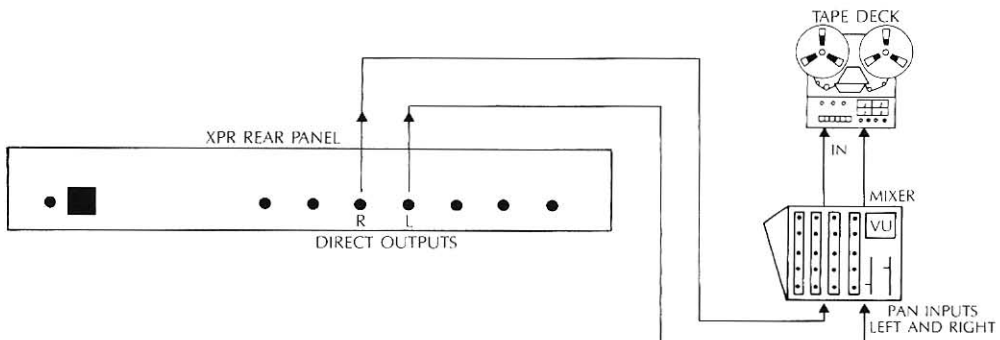 TAPE DECK
XPR REAR PANEL
IN
MIXER
VU
R L
DIRECT OUTPUTS
PAN INPUTS
LEFT AND RIGHT